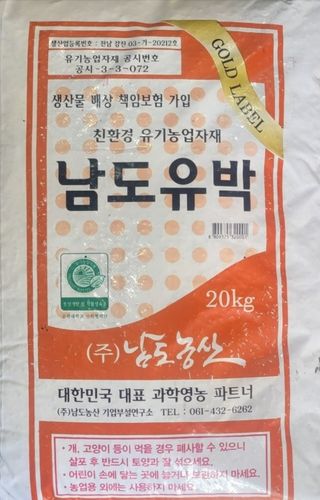 생산업등록번호 : 전남 강진 03-가-20212호
유기농업자재 공시번호
공시-3-3-072
GOLD LABEL
생산물 배상 책임보험 가입
친환경 유기농업자재
남도유박
20kg
(주)남도농산
대한민국 대표 과학영농 파트너
(주)남도농산 기업부설연구소 TEL : 061-432-6262
• 개, 고양이 등이 먹을 경우 폐사할 수 있으니
살포 후 반드시 토양과 잘 섞으세요.
• 어린이 손에 닿는 곳에 놓거나 보관하지 마세요.
• 농업용 외에는 사용하지 마세요.